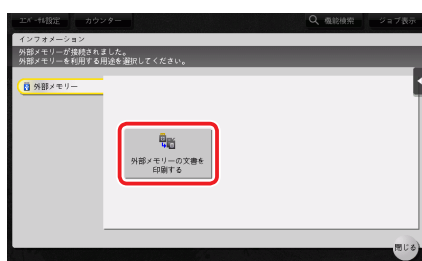 ユニバーサル設定 カウンター 機能検索 ジョブ表示
インフォメーション
外部メモリーが接続されました。
外部メモリーを利用する用途を選択してください。
外部メモリー
外部メモリーの文書を
印刷する
閉じる